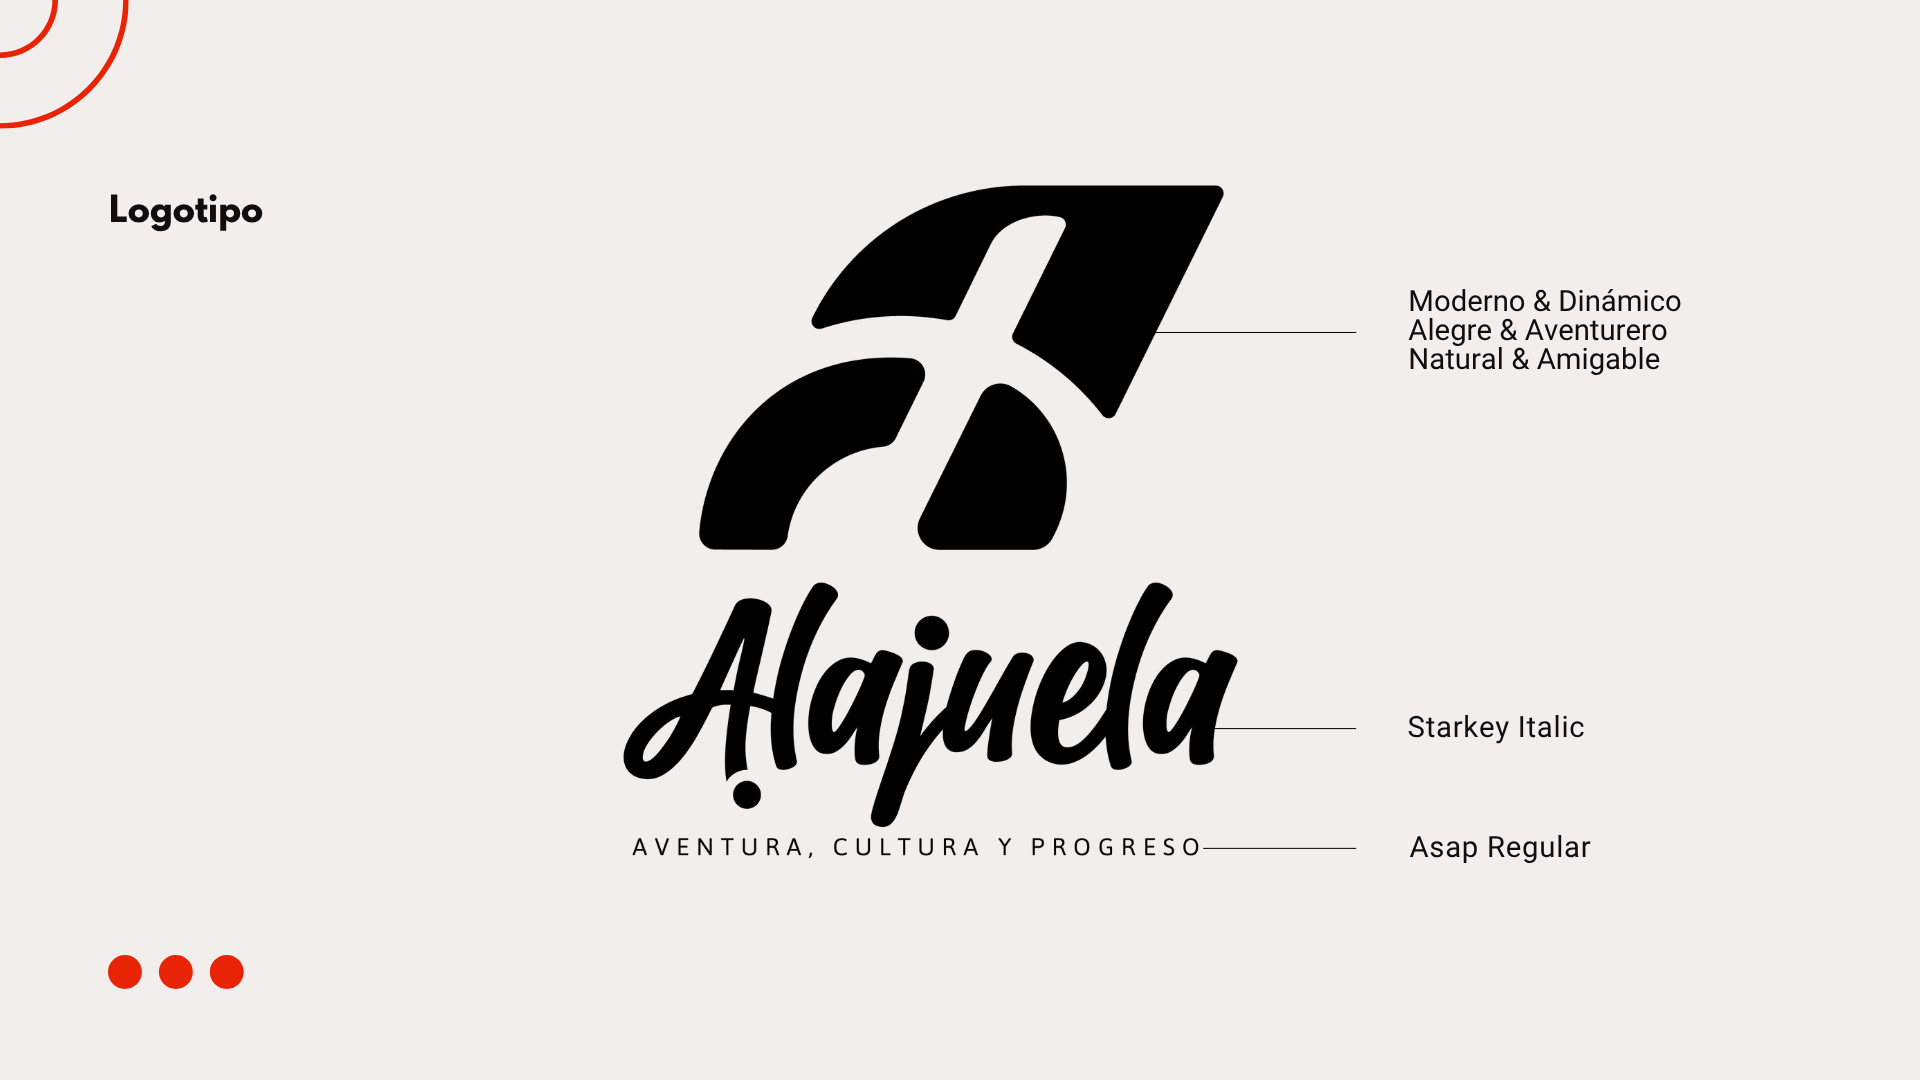 Logotipo
Moderno & Dinámico
Alegre & Aventurero
Natural & Amigable
Alajuela
Starkey Italic
AVENTURA, CULTURA Y PROGRESO
Asap Regular